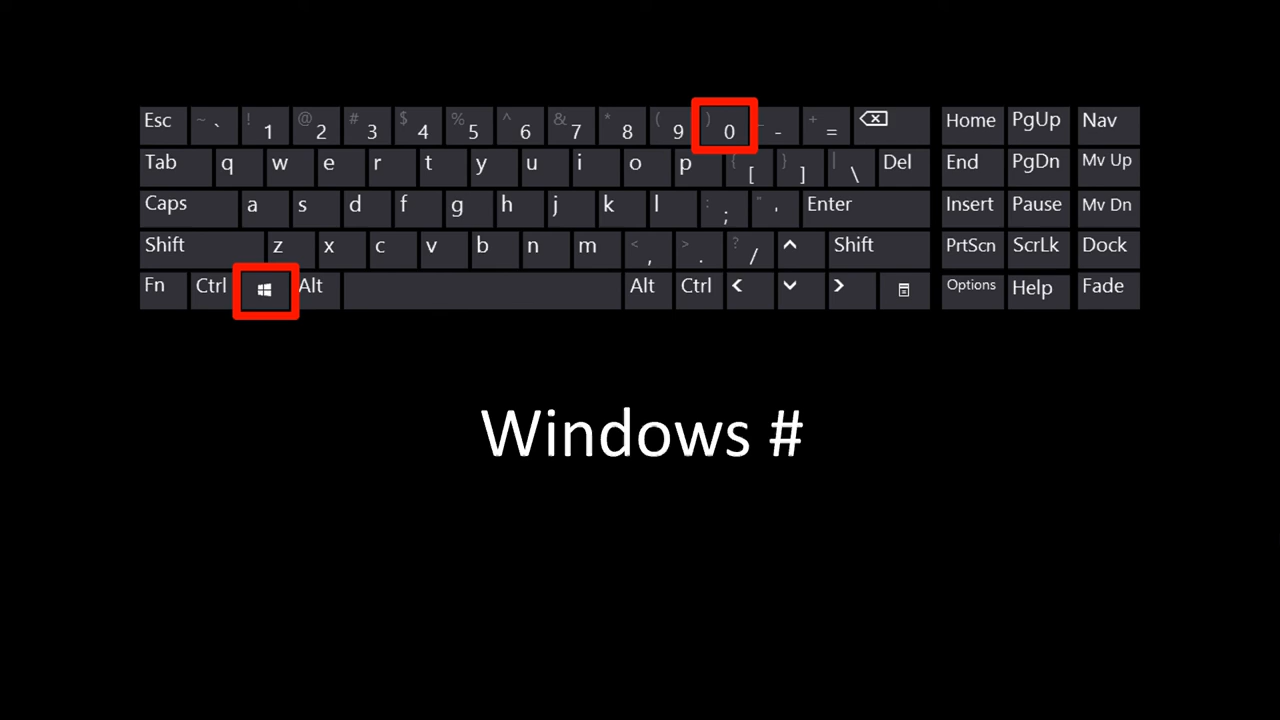 Esc ~ ` ! 1 @ 2 # 3 $ 4 % 5 ^ 6 & 7 * 8 ( 9 ) 0 _ - + = Home PgUp Nav
Tab q w e r t y u i o p { [ } ] | \ Del End PgDn Mv Up
Caps a s d f g h j k l : ; " ' Enter Insert Pause Mv Dn
Shift z x c v b n m < , > . ? / Shift PrtScn ScrLk Dock
Fn Ctrl Alt Alt Ctrl Options Help Fade
Windows #